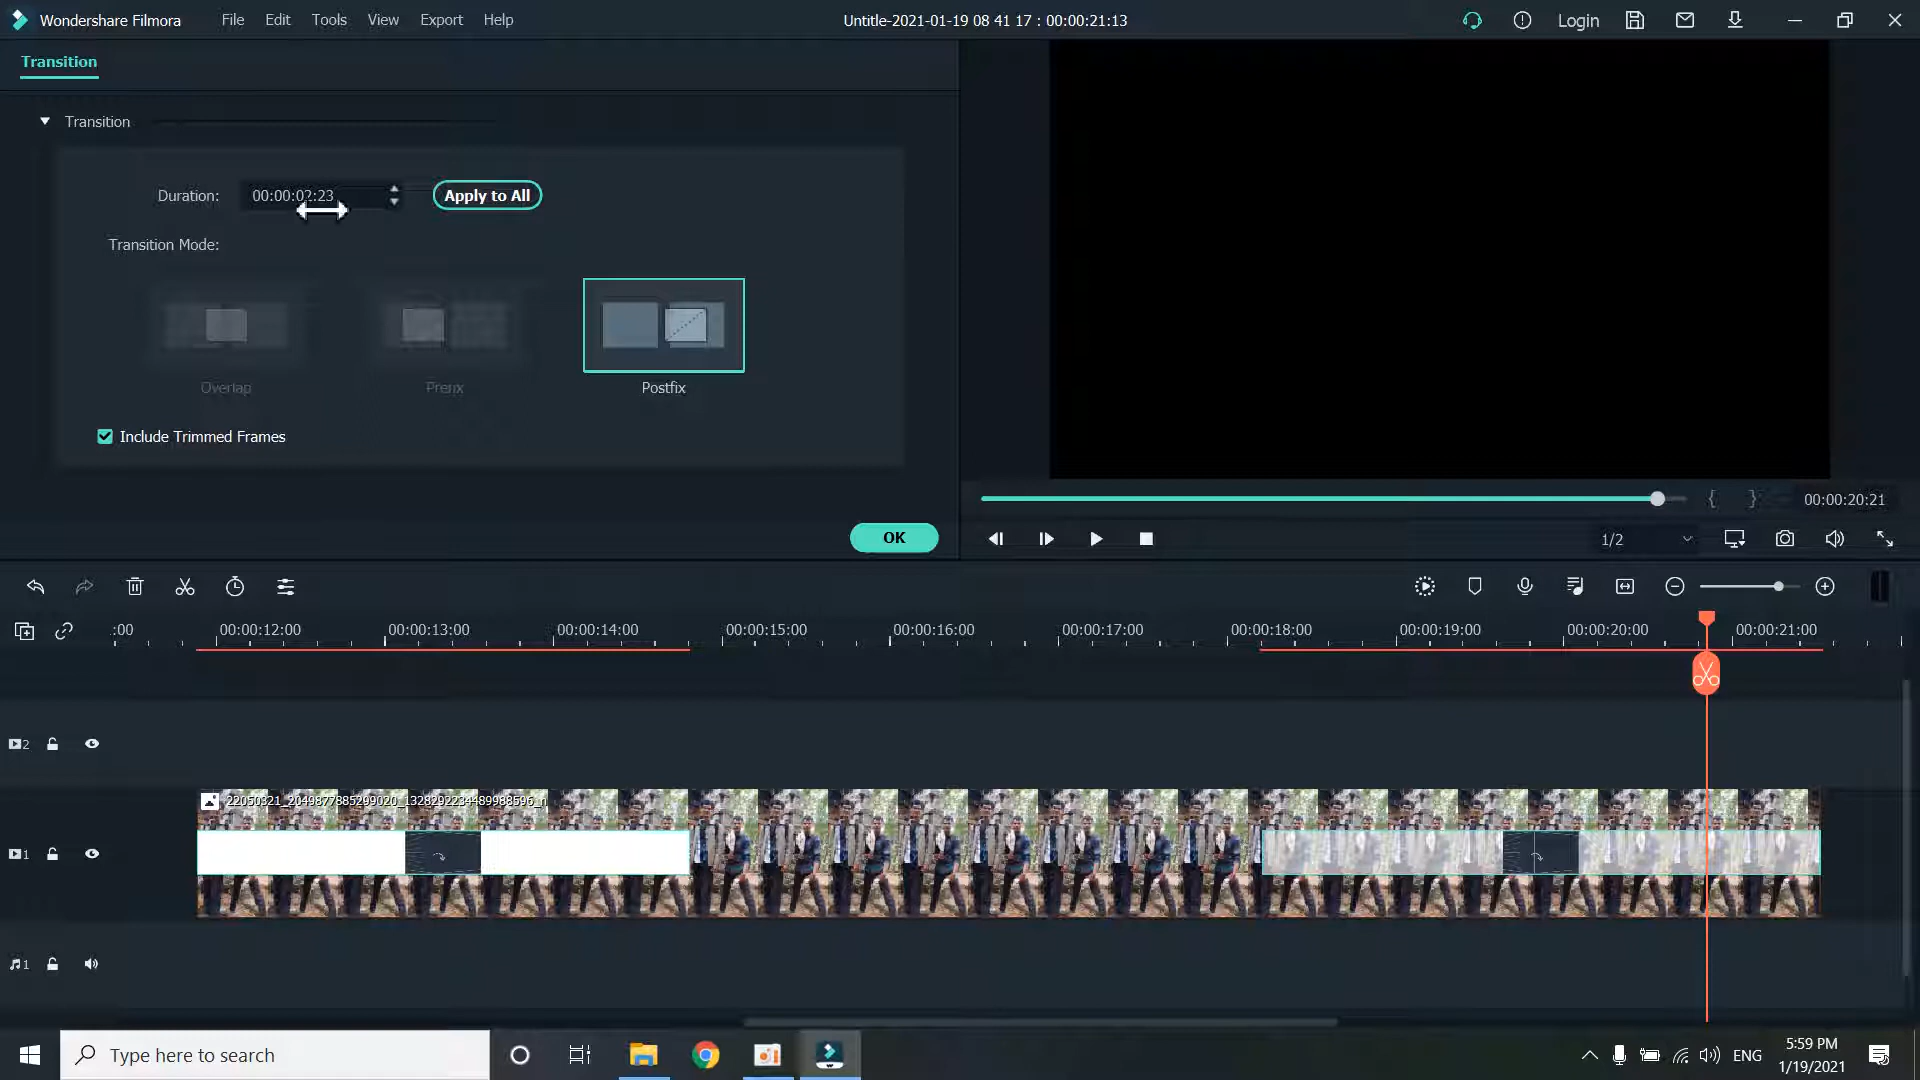 Wondershare Filmora
File Edit Tools View Export Help
Untitle-2021-01-19 08 41 17 : 00:00:21:13
Login
Transition
Transition
Duration: 00:00:02:23 Apply to All
Transition Mode:
Overlap Prefix Postfix
Include Trimmed Frames
OK
00:00:20:21
1/2
:00 00:00:12:00 00:00:13:00 00:00:14:00 00:00:15:00 00:00:16:00 00:00:17:00 00:00:18:00 00:00:19:00 00:00:20:00 00:00:21:00
2
22050321_2049877885299020_1328292234489988596_n
1
1
Type here to search
ENG
5:59 PM
1/19/2021